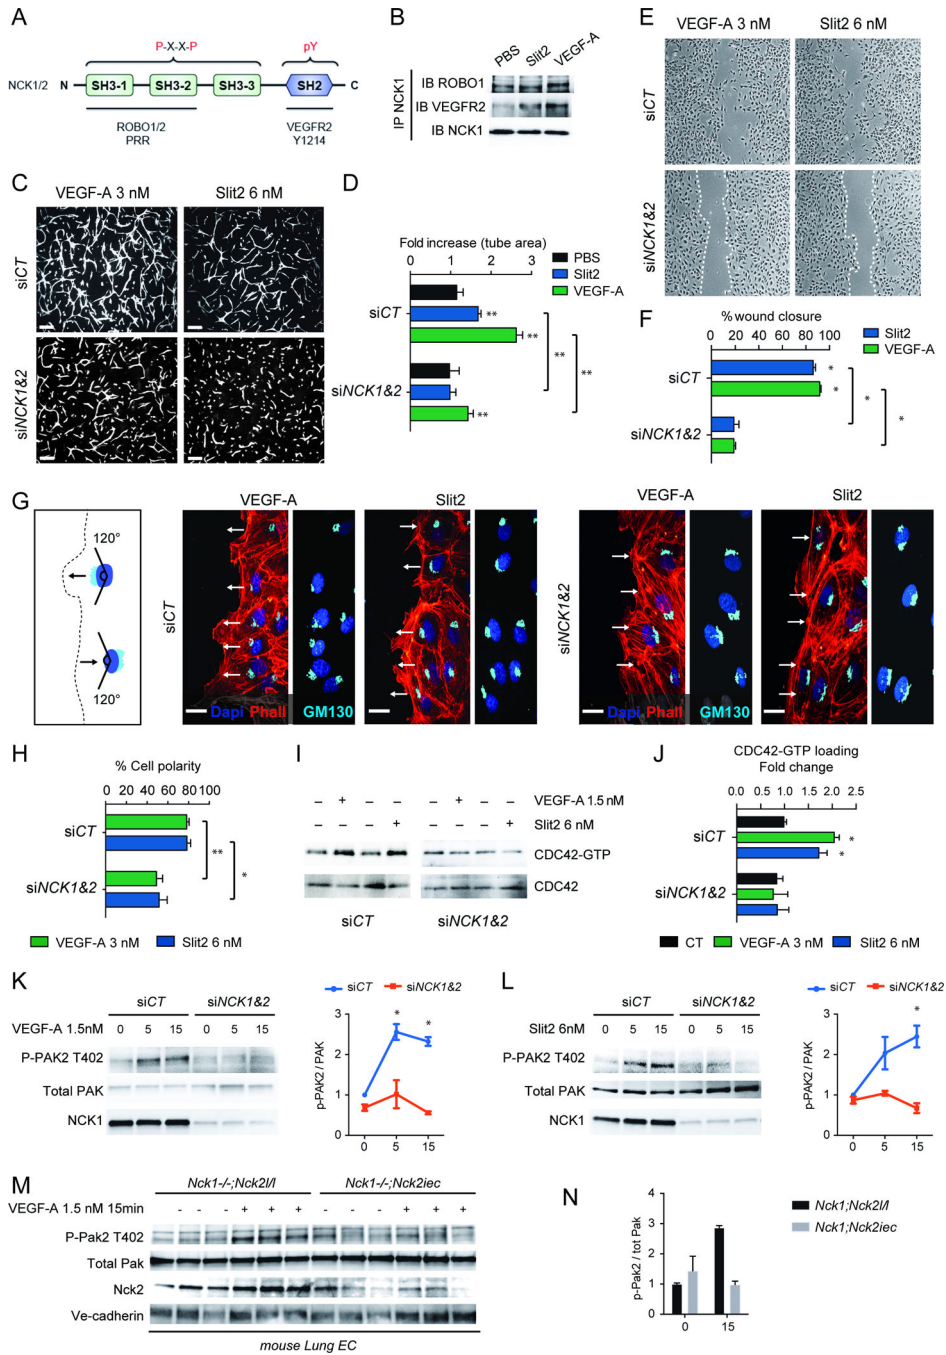 A
P-X-X-P
pY
NCK1/2
N
SH3-1
SH3-2
SH3-3
SH2
C
ROBO1/2
PRR
VEGFR2
Y1214
B
PBS
Slit2
VEGF-A
IP NCK1
IB ROBO1
IB VEGFR2
IB NCK1
C
VEGF-A 3 nM
Slit2 6 nM
siCT
siNCK1&2
D
Fold increase (tube area)
0 1 2 3
PBS
Slit2
VEGF-A
siCT
**
**
siNCK1&2
**
**
**
E
VEGF-A 3 nM
Slit2 6 nM
siCT
siNCK1&2
F
% wound closure
0 20 40 60 80 100
Slit2
VEGF-A
siCT
*
*
siNCK1&2
*
*
G
120°
120°
VEGF-A
Slit2
siCT
Dapi Phall GM130
VEGF-A
Slit2
siNCK1&2
Dapi Phall GM130
H
% Cell polarity
0 20 40 60 80 100
siCT
siNCK1&2
**
*
VEGF-A 3 nM
Slit2 6 nM
I
– + – – – + – – VEGF-A 1.5 nM
– – – + – – – + Slit2 6 nM
CDC42-GTP
CDC42
siCT
siNCK1&2
J
CDC42-GTP loading
Fold change
0.0 0.5 1.0 1.5 2.0 2.5
siCT
*
*
siNCK1&2
CT
VEGF-A 3 nM
Slit2 6 nM
K
siCT
siNCK1&2
VEGF-A 1.5nM
0 5 15 0 5 15
P-PAK2 T402
Total PAK
NCK1
siCT
siNCK1&2
p-PAK2 / PAK
3
2
1
0
* *
0 5 15
L
siCT
siNCK1&2
Slit2 6nM
0 5 15 0 5 15
P-PAK2 T402
Total PAK
NCK1
siCT
siNCK1&2
p-PAK2 / PAK
3
2
1
0
*
0 5 15
M
Nck1-/-;Nck2l/l
Nck1-/-;Nck2iec
VEGF-A 1.5 nM 15min
- - - + + + - - - + + +
P-Pak2 T402
Total Pak
Nck2
Ve-cadherin
mouse Lung EC
N
Nck1;Nck2l/l
Nck1;Nck2iec
p-Pak2 / tot Pak
4
3
2
1
0
0 15